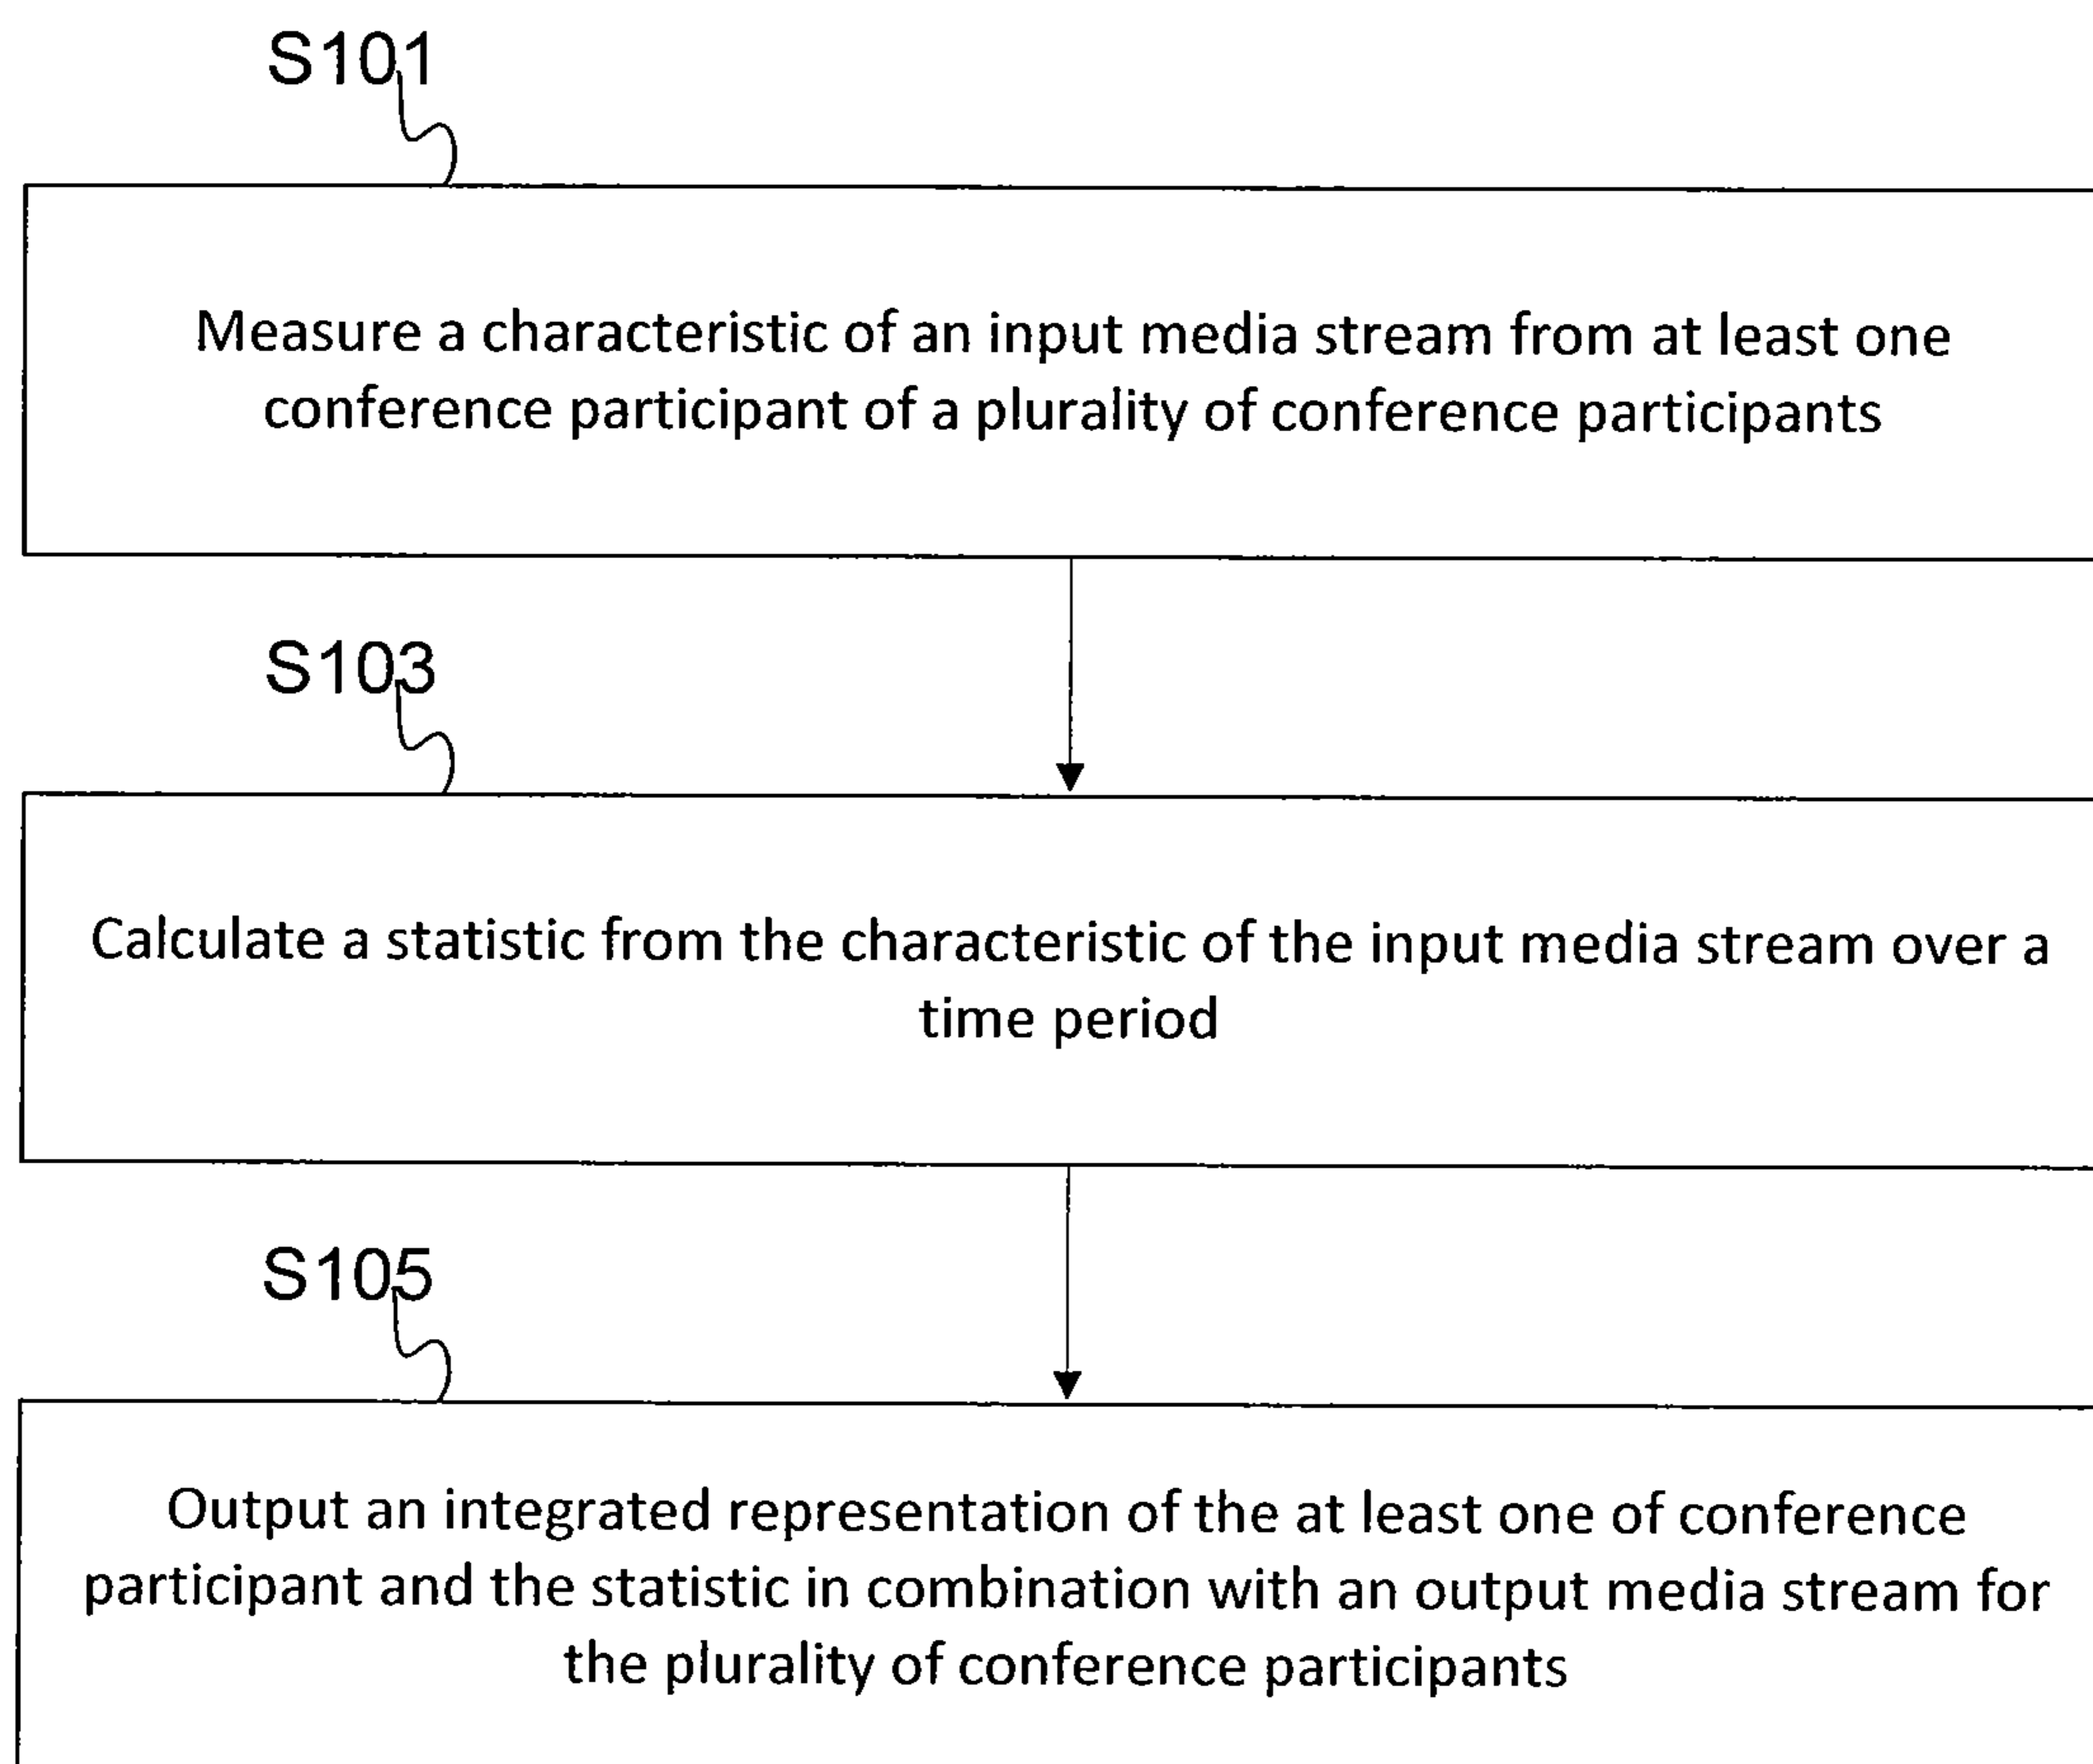 S101
Measure a characteristic of an input media stream from at least one
conference participant of a plurality of conference participants
S103
Calculate a statistic from the characteristic of the input media stream over a
time period
S105
Output an integrated representation of the at least one of conference
participant and the statistic in combination with an output media stream for
the plurality of conference participants